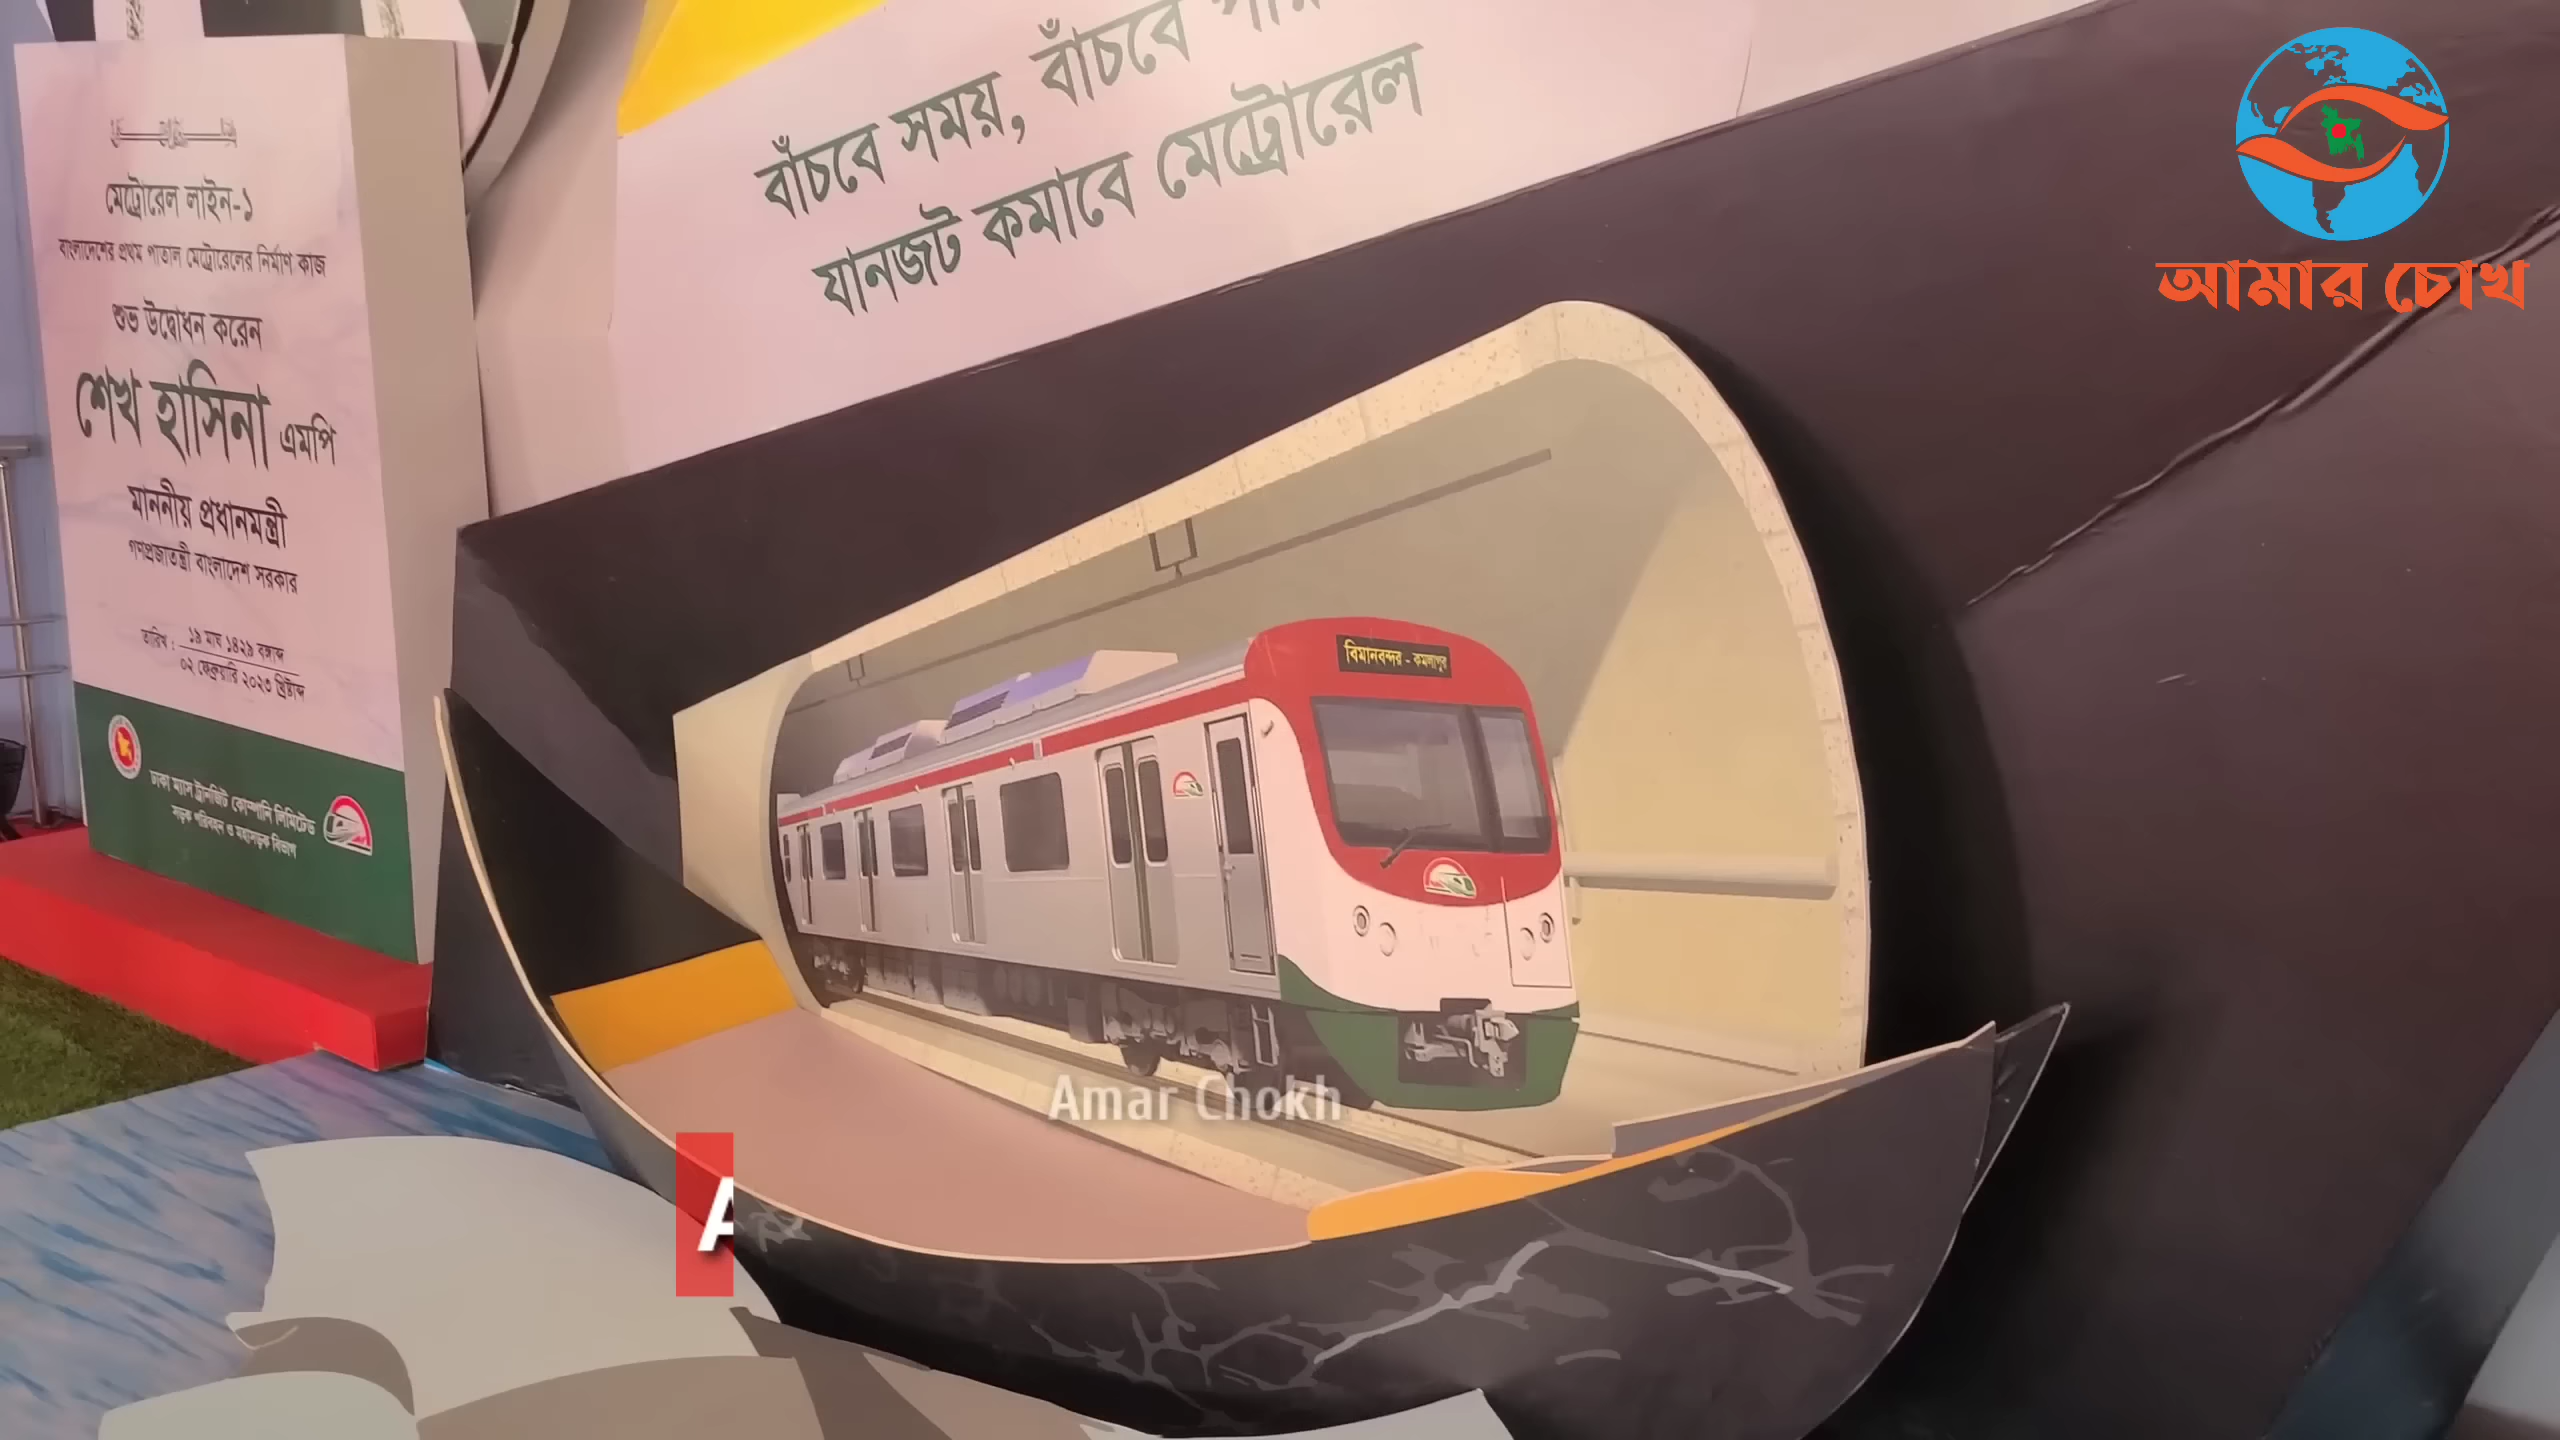 মেট্রোরেল লাইন-১
বাংলাদেশের প্রথম পাতাল মেট্রোরেলের নির্মাণ কাজ
শুভ উদ্বোধন করেন
শেখ হাসিনা এমপি
মাননীয় প্রধানমন্ত্রী
গণপ্রজাতন্ত্রী বাংলাদেশ সরকার
তারিখ : ১৯ মাঘ ১৪২৯ বঙ্গাব্দ
০২ ফেব্রুয়ারি ২০২৩ খ্রিষ্টাব্দ
ঢাকা ম্যাস ট্রানজিট কোম্পানি লিমিটেড
সড়ক পরিবহন ও মহাসড়ক বিভাগ
বাঁচবে সময়, বাঁচবে
যানজট কমাবে মেট্রোরেল
আমার চোখ
বিমানবন্দর - কমলাপুর
Amar Chokh
A